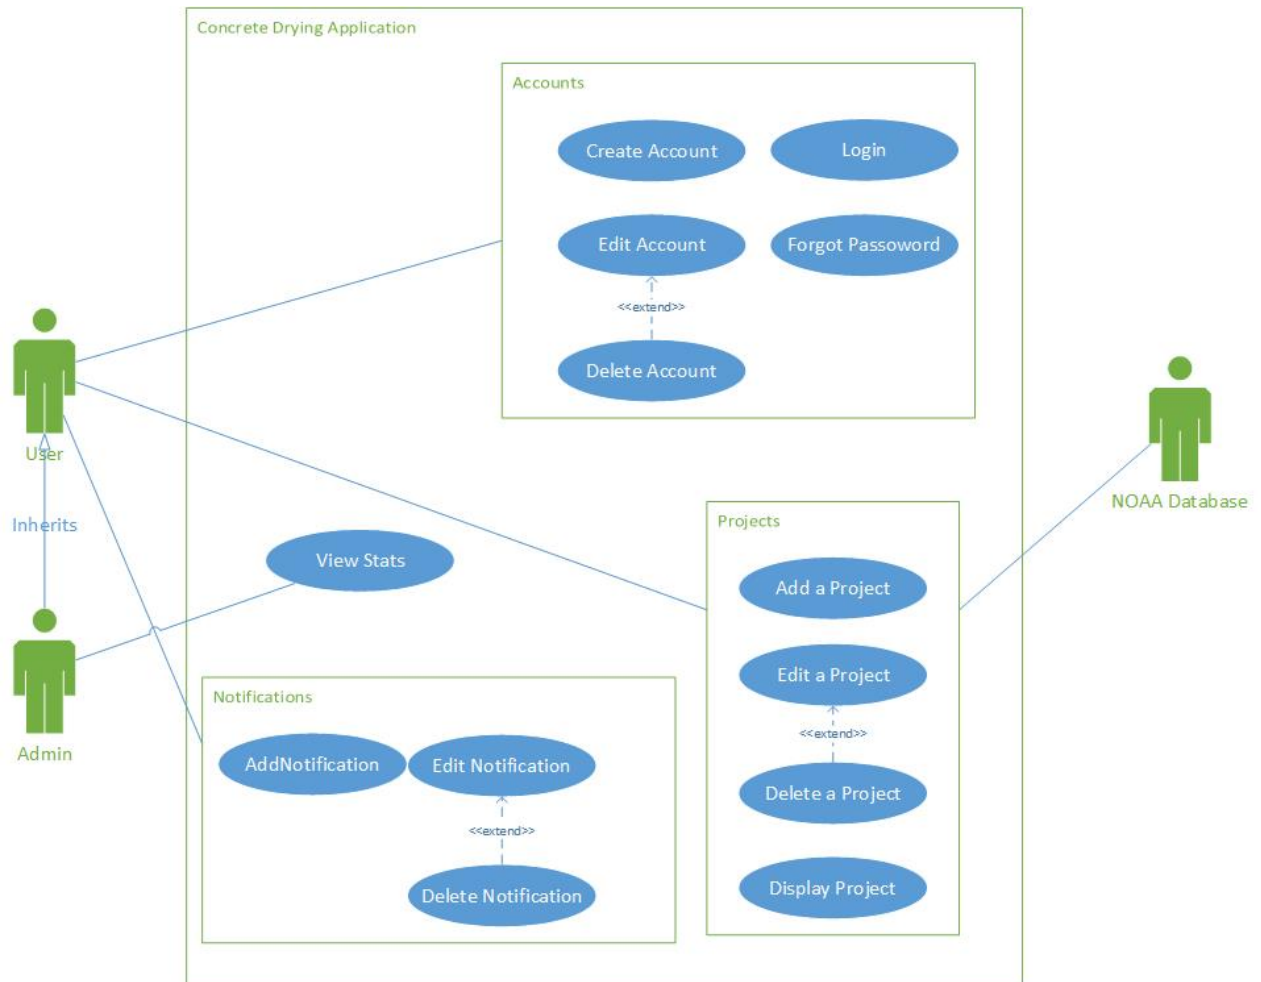 Concrete Drying Application
Accounts
Create Account
Login
Edit Account
Forgot Passoword
<<extend>>
Delete Account
User
NOAA Database
Inherits
Projects
View Stats
Add a Project
Edit a Project
Notifications
<<extend>>
Admin
AddNotification
Edit Notification
Delete a Project
<<extend>>
Display Project
Delete Notification